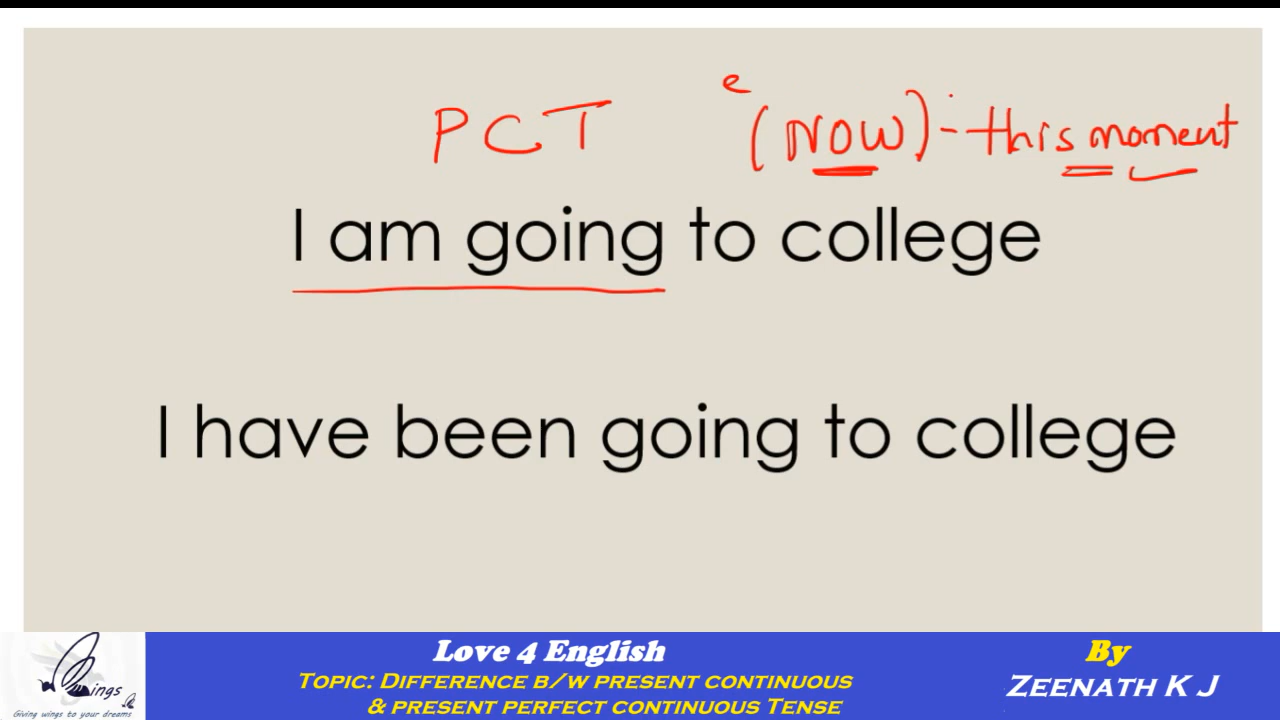 PCT (NOW) - this moment
I am going to college
I have been going to college
Love 4 English
By
TOPIC: DIFFERENCE B/W PRESENT CONTINUOUS
& PRESENT PERFECT CONTINUOUS TENSE
ZEENATH K J
wings
Giving wings to your dreams